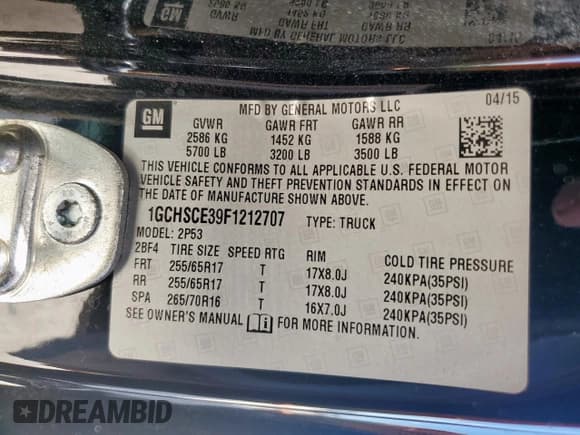 MFD BY GENERAL MOTORS LLC 04/15
GM
GVWR GAWR FRT GAWR RR
2586 KG 1452 KG 1588 KG
5700 LB 3200 LB 3500 LB
THIS VEHICLE CONFORMS TO ALL APPLICABLE U.S. FEDERAL MOTOR
VEHICLE SAFETY AND THEFT PREVENTION STANDARDS IN EFFECT ON
THE DATE OF MANUFACTURE SHOWN ABOVE.
1GCHSCE39F1212707 TYPE: TRUCK
MODEL: 2P53
2BF4 TIRE SIZE SPEED RTG RIM COLD TIRE PRESSURE
FRT 255/65R17 T 17X8.0J 240KPA(35PSI)
RR 255/65R17 T 17X8.0J 240KPA(35PSI)
SPA 265/70R16 T 16X7.0J 240KPA(35PSI)
SEE OWNER'S MANUAL FOR MORE INFORMATION.
DREAMBID